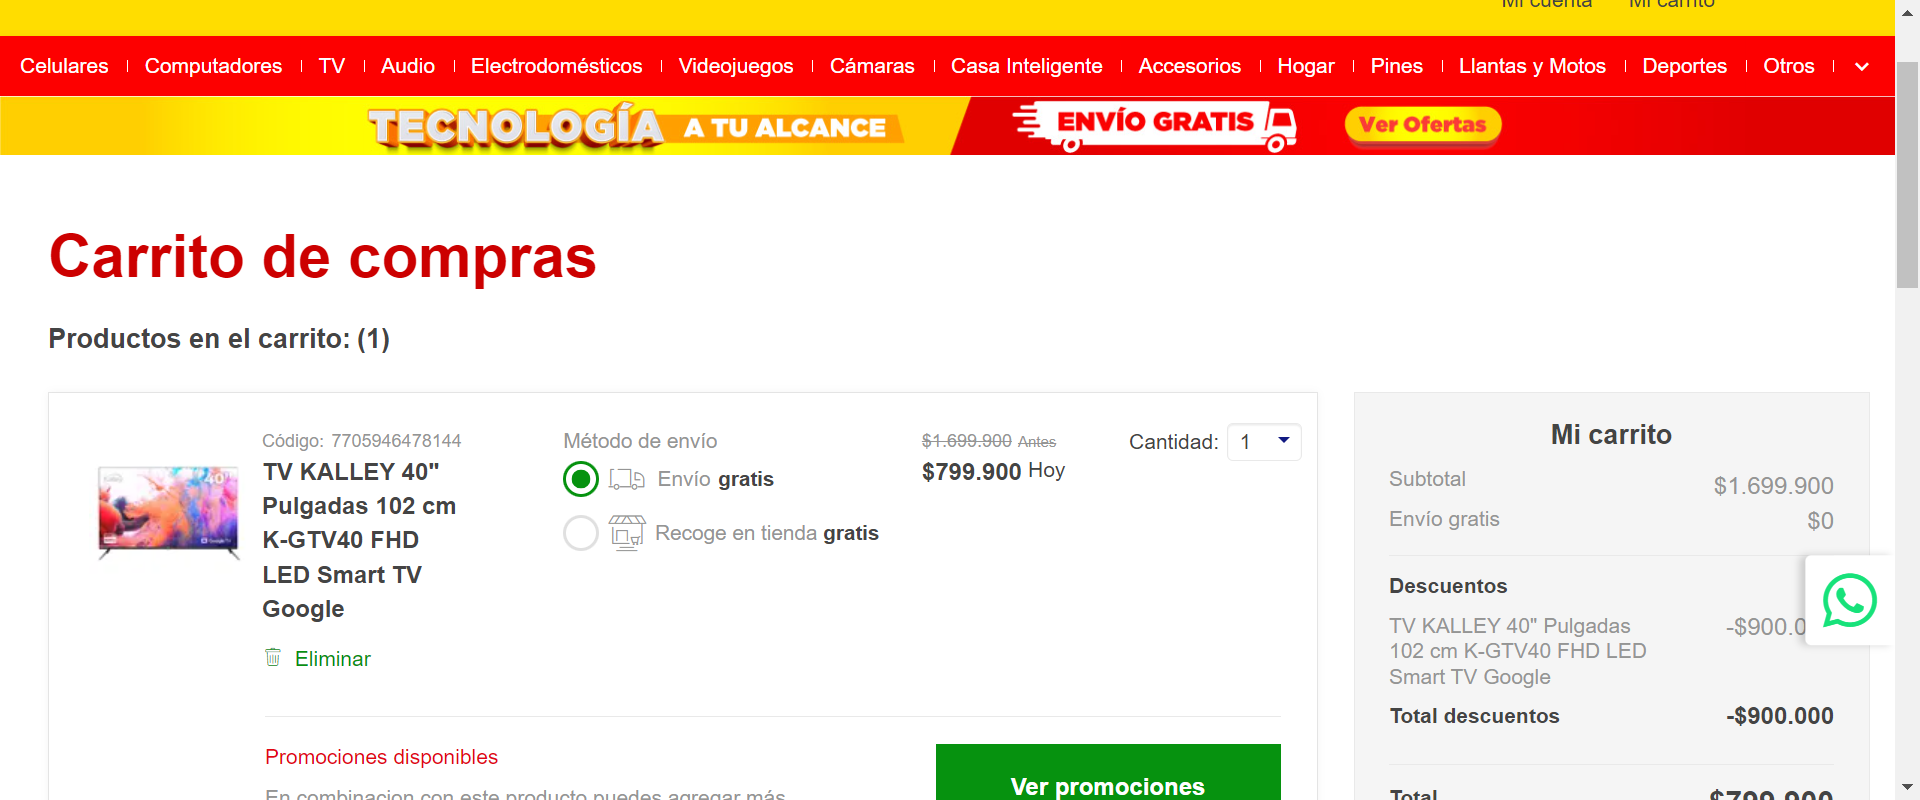 Mi cuenta Mi carrito
Celulares Computadores TV Audio Electrodomésticos Videojuegos Cámaras Casa Inteligente Accesorios Hogar Pines Llantas y Motos Deportes Otros
TECNOLOGÍA A TU ALCANCE ENVÍO GRATIS Ver Ofertas
Carrito de compras
Productos en el carrito: (1)
Código: 7705946478144
TV KALLEY 40" Pulgadas 102 cm K-GTV40 FHD LED Smart TV Google
Eliminar
Método de envío
Envío gratis
Recoge en tienda gratis
$1.699.900 Antes
$799.900 Hoy
Cantidad: 1
Promociones disponibles
En combinacion con este producto puedes agregar más
Ver promociones
Mi carrito
Subtotal $1.699.900
Envío gratis $0
Descuentos
TV KALLEY 40" Pulgadas -$900.0
102 cm K-GTV40 FHD LED
Smart TV Google
Total descuentos -$900.000
Total $799.900